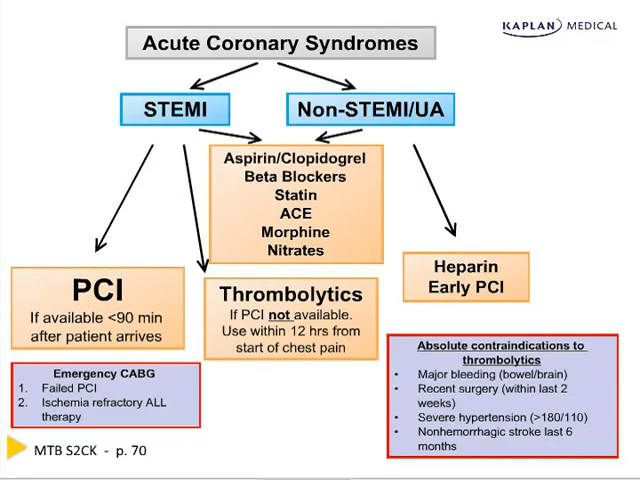 KAPLAN MEDICAL
Acute Coronary Syndromes
STEMI
Non-STEMI/UA
Aspirin/Clopidogrel
Beta Blockers
Statin
ACE
Morphine
Nitrates
PCI
If available <90 min
after patient arrives
Thrombolytics
If PCI not available.
Use within 12 hrs from
start of chest pain
Heparin
Early PCI
Emergency CABG
1. Failed PCI
2. Ischemia refractory ALL
therapy
Absolute contraindications to
thrombolytics
• Major bleeding (bowel/brain)
• Recent surgery (within last 2
weeks)
• Severe hypertension (>180/110)
• Nonhemorrhagic stroke last 6
months
MTB S2CK - p. 70